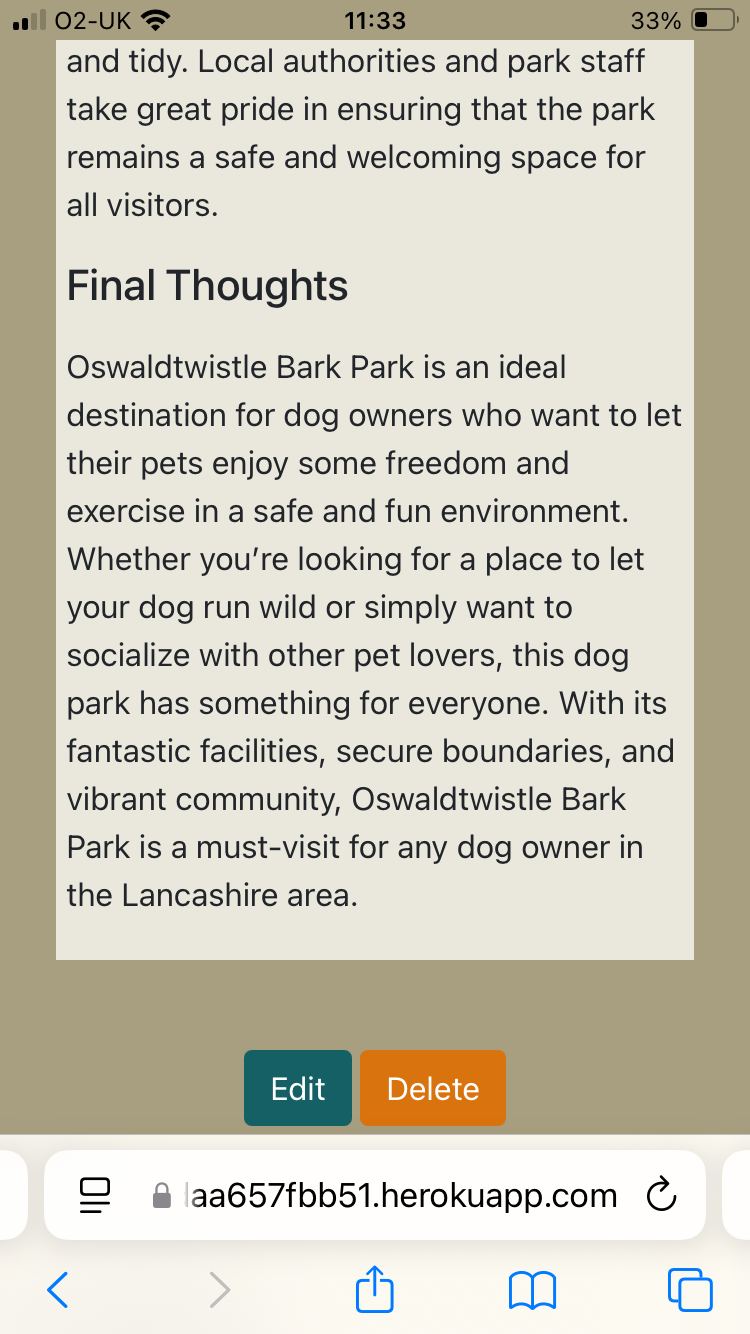 O2-UK 11:33 33%
and tidy. Local authorities and park staff
take great pride in ensuring that the park
remains a safe and welcoming space for
all visitors.
Final Thoughts
Oswaldtwistle Bark Park is an ideal
destination for dog owners who want to let
their pets enjoy some freedom and
exercise in a safe and fun environment.
Whether you’re looking for a place to let
your dog run wild or simply want to
socialize with other pet lovers, this dog
park has something for everyone. With its
fantastic facilities, secure boundaries, and
vibrant community, Oswaldtwistle Bark
Park is a must-visit for any dog owner in
the Lancashire area.
Edit Delete
aa657fbb51.herokuapp.com